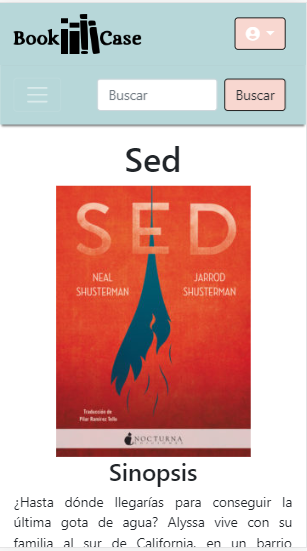 Book Case
Buscar
Buscar
Sed
SED
NEAL
SHUSTERMAN
JARROD
SHUSTERMAN
Traducción de
Pilar Ramírez Tello
NOCTURNA
EDICIONES
Sinopsis
¿Hasta dónde llegarías para conseguir la
última gota de agua? Alyssa vive con su
familia al sur de California, en un barrio